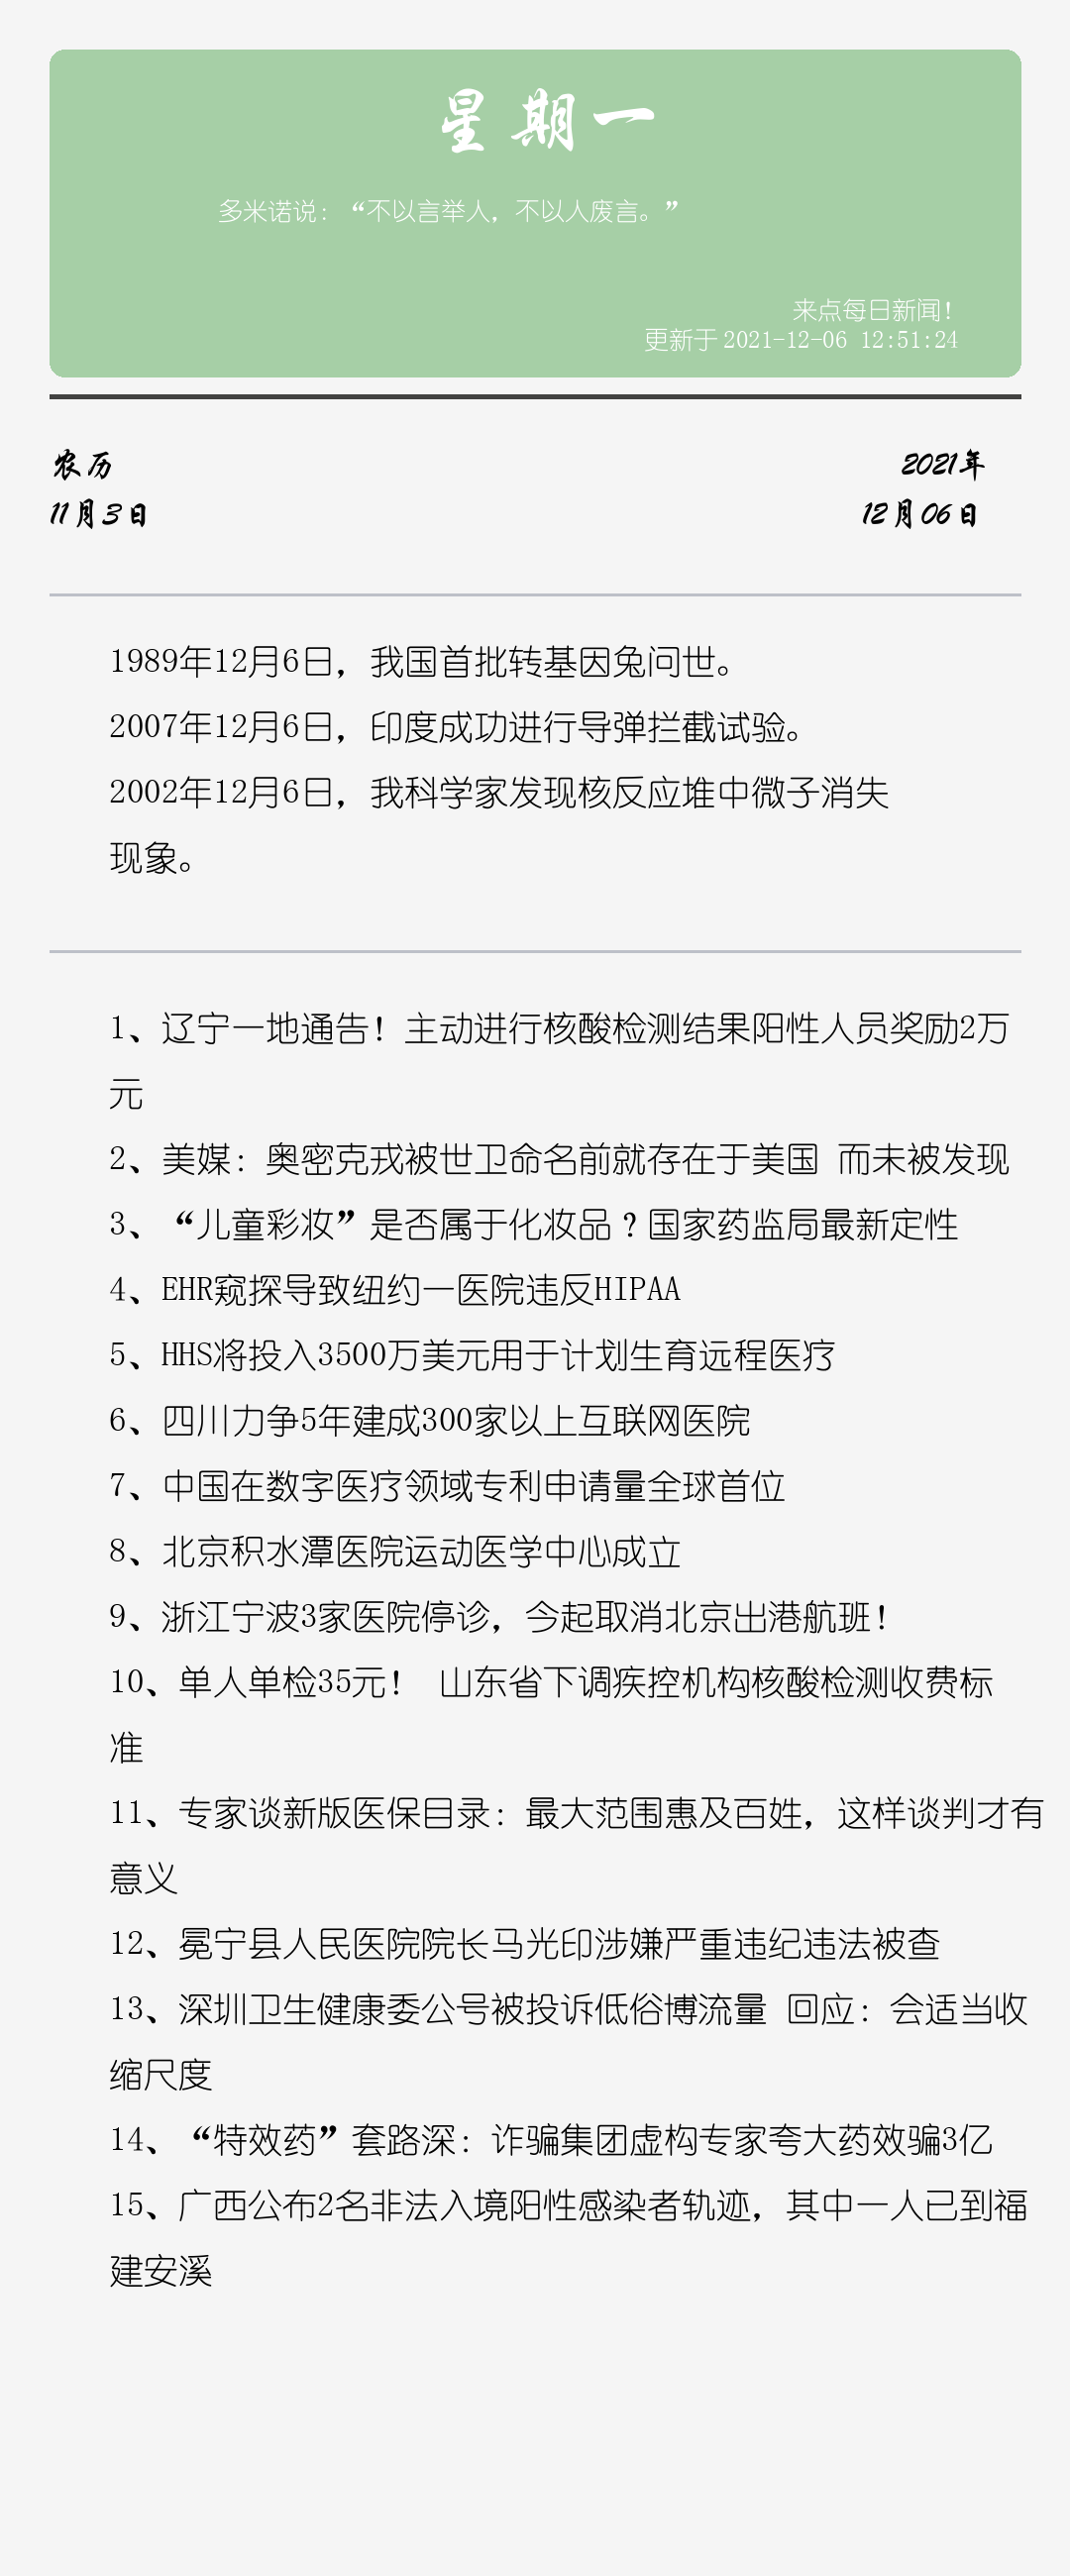 星期一
多米诺说：“不以言举人，不以人废言。”
来点每日新闻！
更新于 2021-12-06 12:51:24
农历
2021年
11月3日
12月06日
1989年12月6日，我国首批转基因兔问世。
2007年12月6日，印度成功进行导弹拦截试验。
2002年12月6日，我科学家发现核反应堆中微子消失
现象。
1、辽宁一地通告！主动进行核酸检测结果阳性人员奖励2万
元
2、美媒：奥密克戎被世卫命名前就存在于美国 而未被发现
3、“儿童彩妆”是否属于化妆品？国家药监局最新定性
4、EHR窥探导致纽约一医院违反HIPAA
5、HHS将投入3500万美元用于计划生育远程医疗
6、四川力争5年建成300家以上互联网医院
7、中国在数字医疗领域专利申请量全球首位
8、北京积水潭医院运动医学中心成立
9、浙江宁波3家医院停诊，今起取消北京出港航班！
10、单人单检35元！ 山东省下调疾控机构核酸检测收费标
准
11、专家谈新版医保目录：最大范围惠及百姓，这样谈判才有
意义
12、冕宁县人民医院院长马光印涉嫌严重违纪违法被查
13、深圳卫生健康委公号被投诉低俗博流量 回应：会适当收
缩尺度
14、“特效药”套路深：诈骗集团虚构专家夸大药效骗3亿
15、广西公布2名非法入境阳性感染者轨迹，其中一人已到福
建安溪